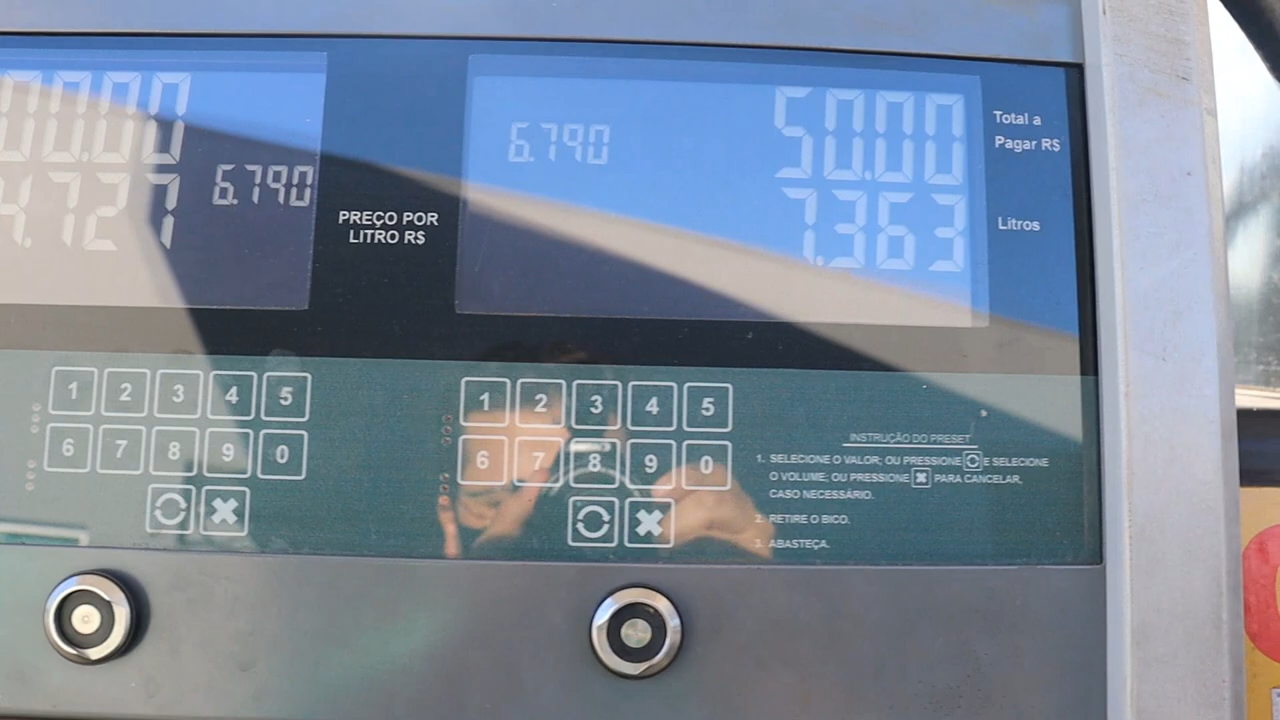 00.00
4.727
6.790
PREÇO POR
LITRO R$
6.790
50.00
7.363
Total a
Pagar R$
Litros
1 2 3 4 5
6 7 8 9 0
1 2 3 4 5
6 7 8 9 0
INSTRUÇÃO DO PRESET
1. SELECIONE O VALOR; OU PRESSIONE E SELECIONE
O VOLUME; OU PRESSIONE PARA CANCELAR,
CASO NECESSÁRIO.
2. RETIRE O BICO.
3. ABASTEÇA.